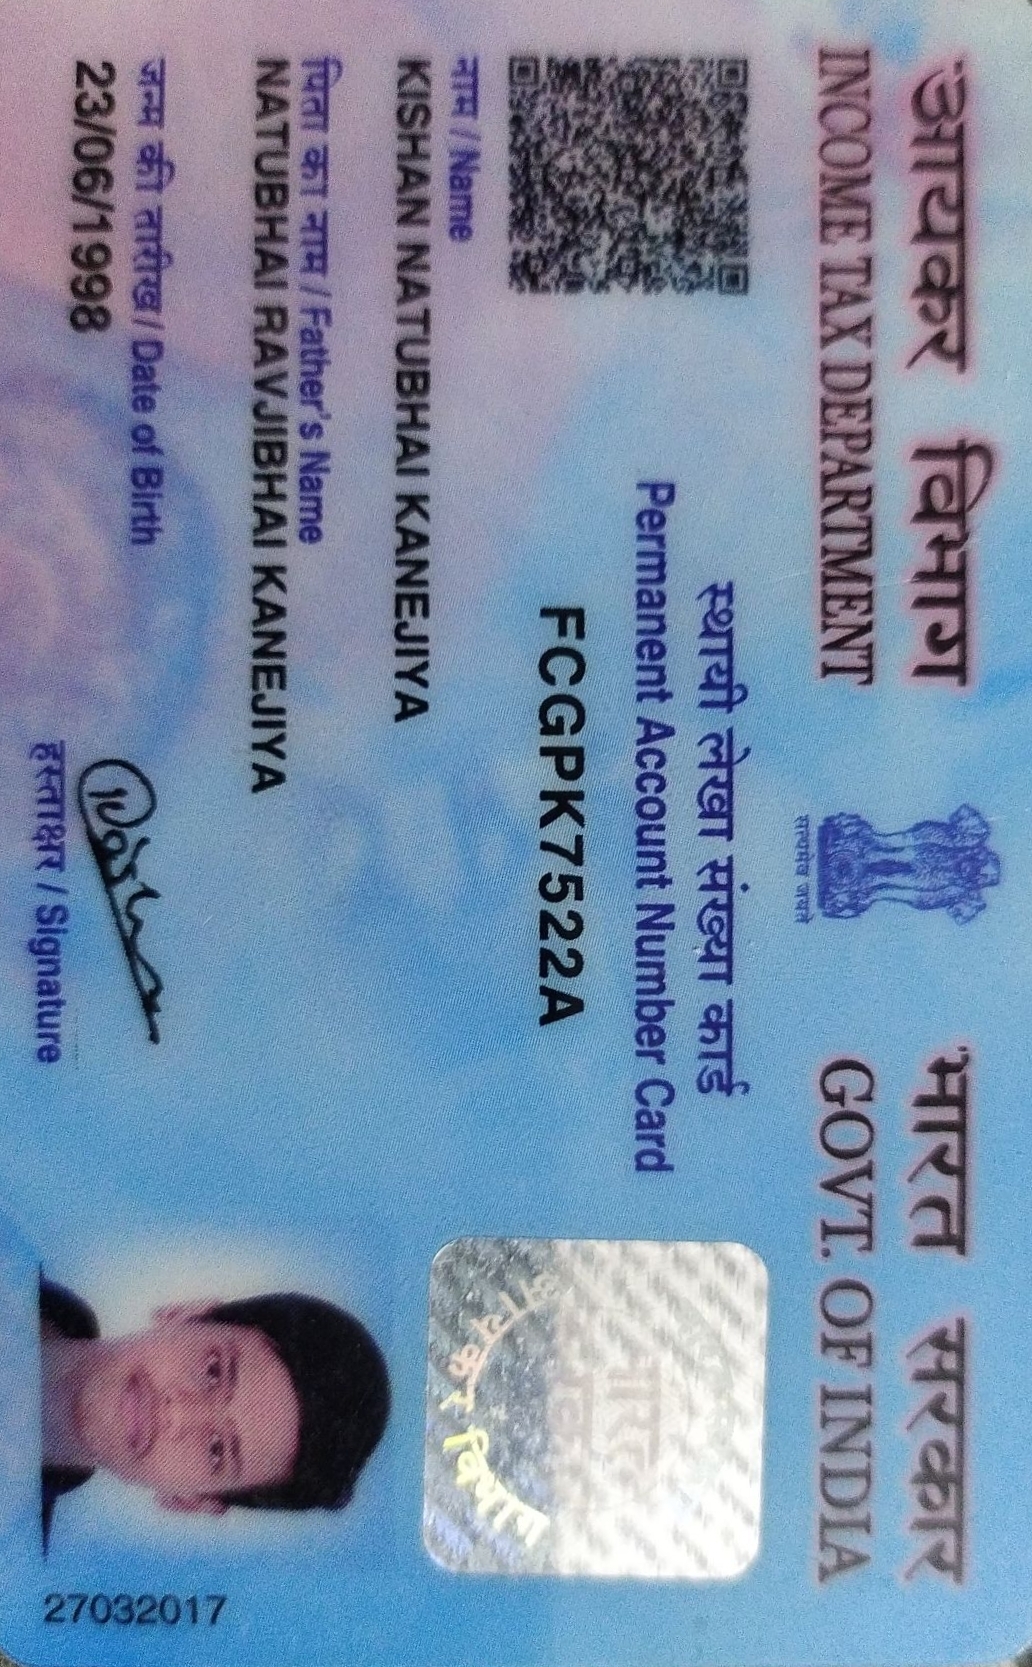 आयकर विभाग
INCOME TAX DEPARTMENT
सत्यमेव जयते
भारत सरकार
GOVT. OF INDIA
स्थायी लेखा संख्या कार्ड
Permanent Account Number Card
FCGPK7522A
नाम / Name
KISHAN NATUBHAI KANEJIYA
पिता का नाम / Father's Name
NATUBHAI RAVJIBHAI KANEJIYA
जन्म की तारीख / Date of Birth
23/06/1998
हस्ताक्षर / Signature
भारत
आयकर विभाग
27032017